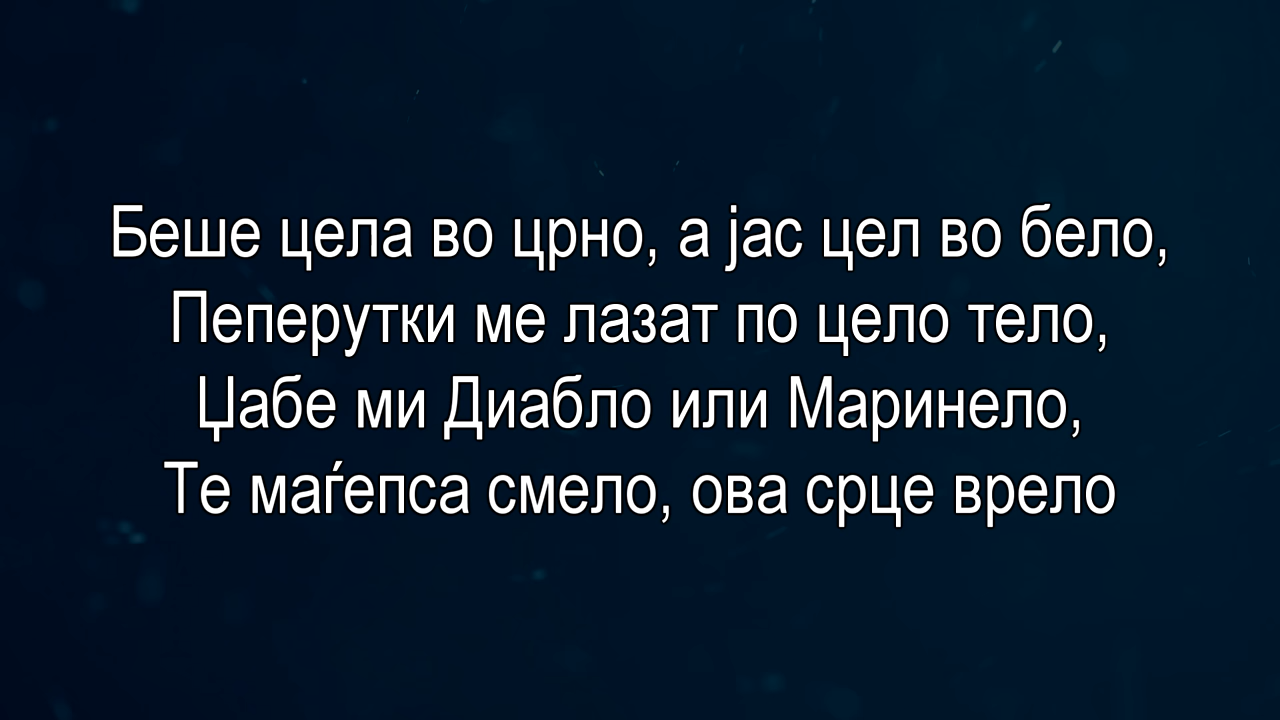 Беше цела во црно, а јас цел во бело,
Пеперутки ме лазат по цело тело,
Џабе ми Диабло или Маринело,
Те маѓепса смело, ова срце врело